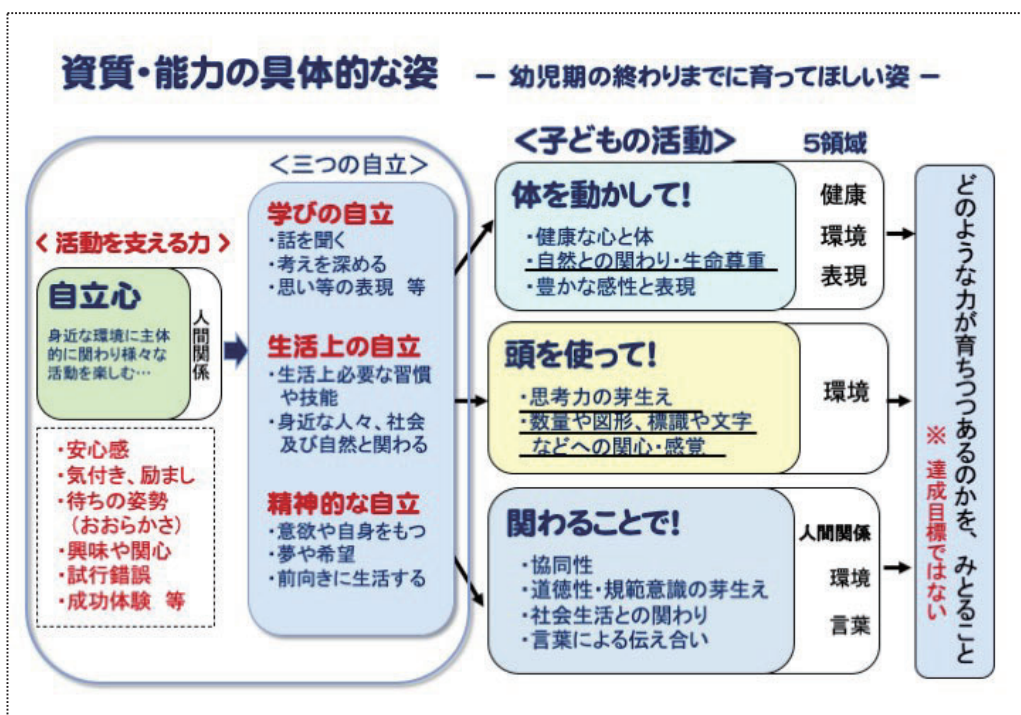 資質・能力の具体的な姿 － 幼児期の終わりまでに育ってほしい姿 －
＜活動を支える力＞
自立心
身近な環境に主体
的に関わり様々な
活動を楽しむ…
人間関係
・安心感
・気付き、励まし
・待ちの姿勢
（おおらかさ）
・興味や関心
・試行錯誤
・成功体験 等
＜三つの自立＞
学びの自立
・話を聞く
・考えを深める
・思い等の表現 等
生活上の自立
・生活上必要な習慣
や技能
・身近な人々、社会
及び自然と関わる
精神的な自立
・意欲や自身をもつ
・夢や希望
・前向きに生活する
＜子どもの活動＞
5領域
体を動かして！
・健康な心と体
・自然との関わり・生命尊重
・豊かな感性と表現
健康
環境
表現
頭を使って！
・思考力の芽生え
・数量や図形、標識や文字
などへの関心・感覚
環境
関わることで！
・協同性
・道徳性・規範意識の芽生え
・社会生活との関わり
・言葉による伝え合い
人間関係
環境
言葉
どのような力が育ちつつあるのかを、みとること
※ 達成目標ではない